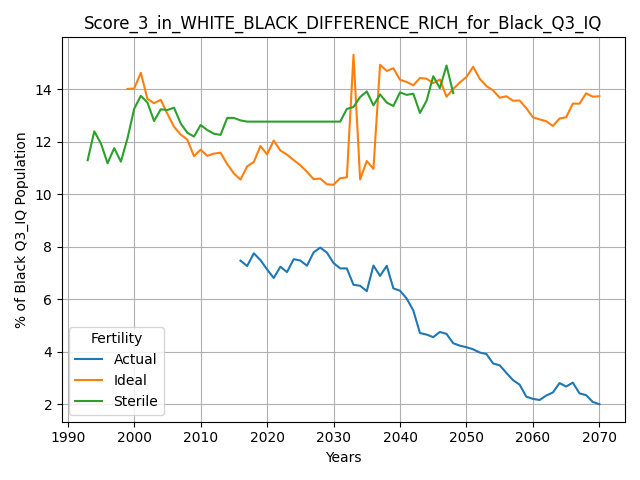 Score_3_in_WHITE_BLACK_DIFFERENCE_RICH_for_Black_Q3_IQ
% of Black Q3_IQ Population
14
12
10
8
6
4
2
Fertility
Actual
Ideal
Sterile
1990 2000 2010 2020 2030 2040 2050 2060 2070
Years